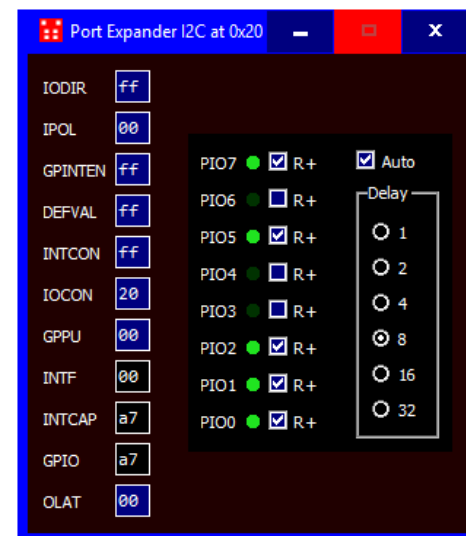 Port Expander I2C at 0x20
IODIR ff
IPOL 00
GPINTEN ff
DEFVAL ff
INTCON ff
IOCON 20
GPPU 00
INTF 00
INTCAP a7
GPIO a7
OLAT 00
PIO7 R+
PIO6 R+
PIO5 R+
PIO4 R+
PIO3 R+
PIO2 R+
PIO1 R+
PIO0 R+
Auto
Delay
1
2
4
8
16
32